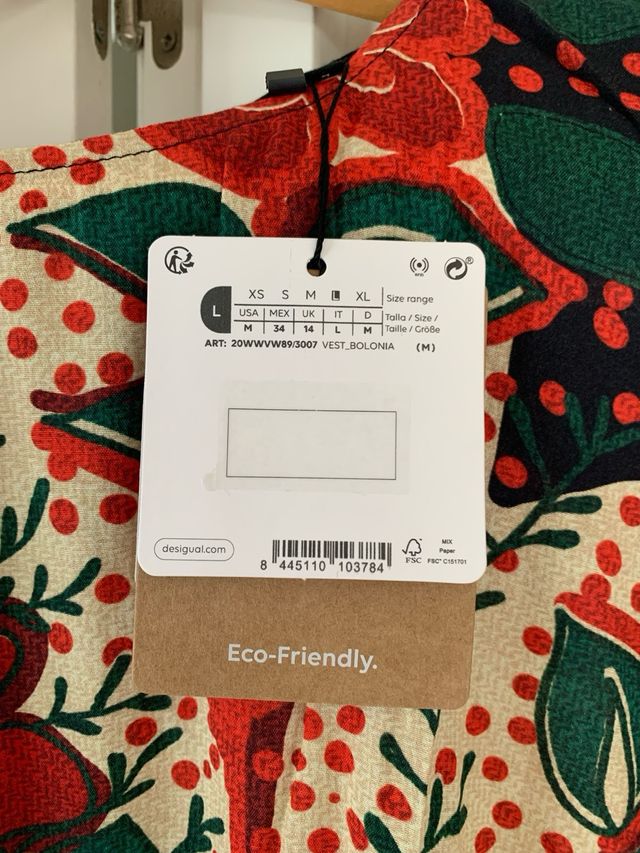 XS S M L XL Size range
L
USA MEX UK IT D Talla / Size /
M 34 14 L M Taille / Größe
ART: 20WWVW89/3007 VEST_BOLONIA (M)
desigual.com
8 445110 103784
FSC
MIX
Paper
FSC® C151701
Eco-Friendly.